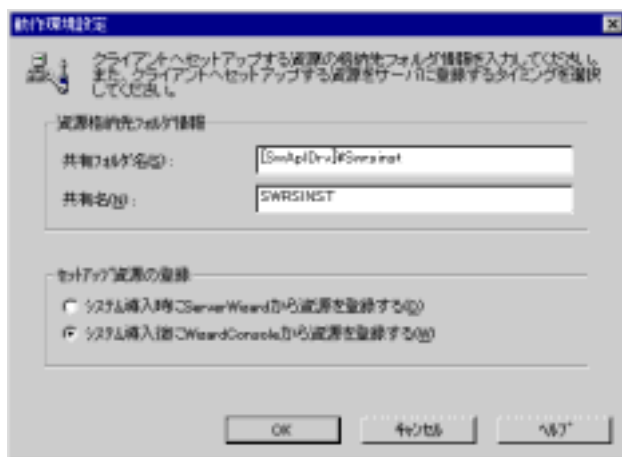 動作環境設定
クライアントへセットアップする資源の格納先フォルダ情報を入力してください。
また、クライアントへセットアップする資源をサーバに登録するタイミングを選択
してください。
資源格納先フォルダ情報
共有フォルダ名(S):
[SwAplDrv]¥Swrsinst
共有名(N):
SWRSINST
セットアップ資源の登録
システム導入時にServerWizardから資源を登録する(D)
システム導入後にWizardConsoleから資源を登録する(W)
OK
キャンセル
ヘルプ